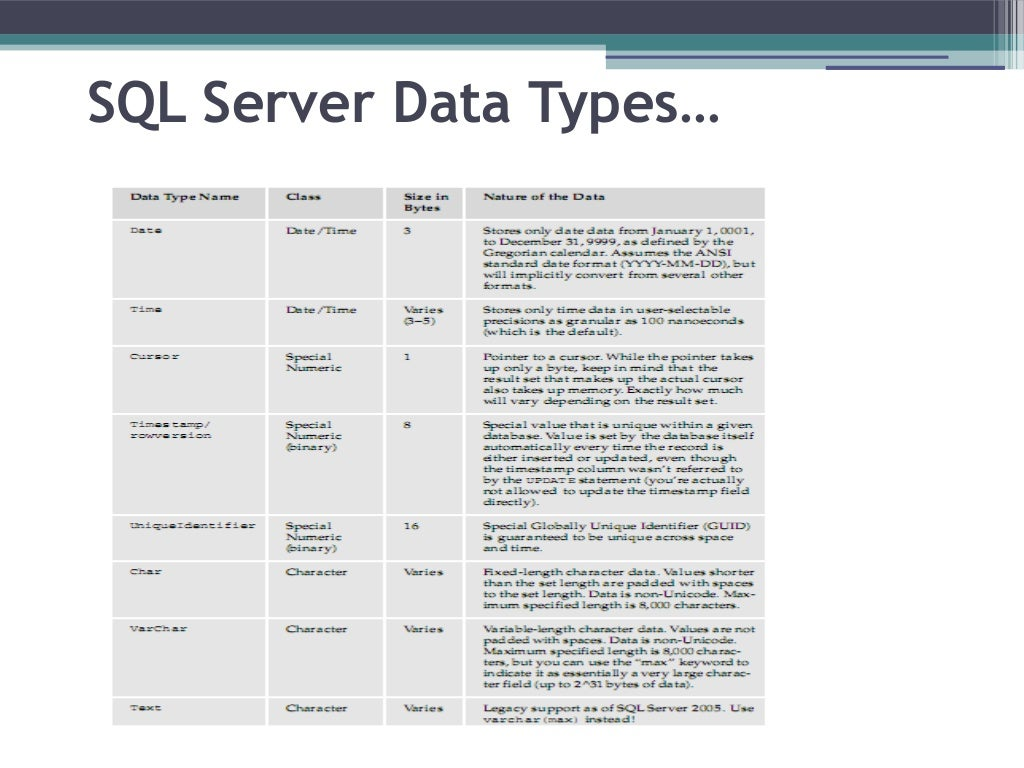 SQL Server Data Types…
Data Type Name Class Size in Nature of the Data
Bytes
Date Date/Time 3 Stores only date data from January 1, 0001,
to December 31, 9999, as defined by the
Gregorian calendar. Assumes the ANSI
standard date format (YYYY-MM-DD), but
will implicitly convert from several other
formats.
Time Date/Time Varies Stores only time data in user-selectable
(3–5) precisions as granular as 100 nanoseconds
(which is the default).
Cursor Special 1 Pointer to a cursor. While the pointer takes
Numeric up only a byte, keep in mind that the
result set that makes up the actual cursor
also takes up memory. Exactly how much
will vary depending on the result set.
Timestamp/ Special 8 Special value that is unique within a given
rowversion Numeric database. Value is set by the database itself
(binary) automatically every time the record is
either inserted or updated, even though
the timestamp column wasn't referred to
by the UPDATE statement (you're actually
not allowed to update the timestamp field
directly).
UniqueIdentifier Special 16 Special Globally Unique Identifier (GUID)
Numeric is guaranteed to be unique across space
(binary) and time.
Char Character Varies Fixed-length character data. Values shorter
than the set length are padded with spaces
to the set length. Data is non-Unicode. Max-
imum specified length is 8,000 characters.
VarChar Character Varies Variable-length character data. Values are not
padded with spaces. Data is non-Unicode.
Maximum specified length is 8,000 charac-
ters, but you can use the "max" keyword to
indicate it as essentially a very large charac-
ter field (up to 2^31 bytes of data).
Text Character Varies Legacy support as of SQL Server 2005. Use
varchar(max) instead!